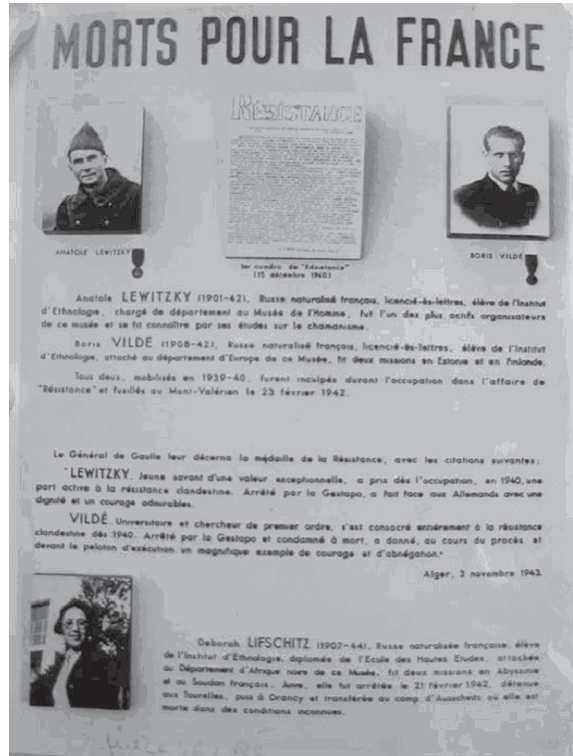 MORTS POUR LA FRANCE
RÉSISTANCE
ANATOLE LEWITZKY
BORIS VILDÉ
1er numéro de "Résistance"
(15 décembre 1940)
Anatole LEWITZKY (1901-42), Russe naturalisé français, licencié-ès-lettres, élève de l'Institut
d'Ethnologie, chargé de département au Musée de l'Homme, fut l'un des plus actifs organisateurs
de ce musée et se fit connaître par ses études sur le chamanisme.
Boris VILDÉ (1908-42), Russe naturalisé français, licencié-ès-lettres, élève de l'Institut
d'Ethnologie, attaché au département d'Europe de ce Musée, fit deux missions en Estonie et en Finlande.
Tous deux, mobilisés en 1939-40, furent inculpés durant l'occupation dans l'affaire de
"Résistance" et fusillés au Mont-Valérien le 23 février 1942.
Le Général de Gaulle leur décerna la médaille de la Résistance, avec les citations suivantes:
"LEWITZKY. Jeune savant d'une valeur exceptionnelle, a pris dès l'occupation, en 1940, une
part active à la résistance clandestine. Arrêté par la Gestapo, a fait face aux Allemands avec une
dignité et un courage admirables.
VILDÉ. Universitaire et chercheur de premier ordre, s'est consacré entièrement à la résistance
clandestine dès 1940. Arrêté par la Gestapo et condamné à mort, a donné, au cours du procès et
devant le peloton d'exécution, un magnifique exemple de courage et d'abnégation."
Alger, 3 novembre 1943.
Deborah LIFSCHITZ (1907-44), Russe naturalisée française, élève
de l'Institut d'Ethnologie, diplomée de l'Ecole des Hautes Etudes, attachée
au Département d'Afrique noire de ce Musée, fit deux missions en Abyssinie
et au Soudan français. Juive, elle fut arrêtée le 21 février 1942, détenue
aux Tourelles, puis à Drancy et transférée au camp d'Auschwitz où elle est
morte dans des conditions inconnues.